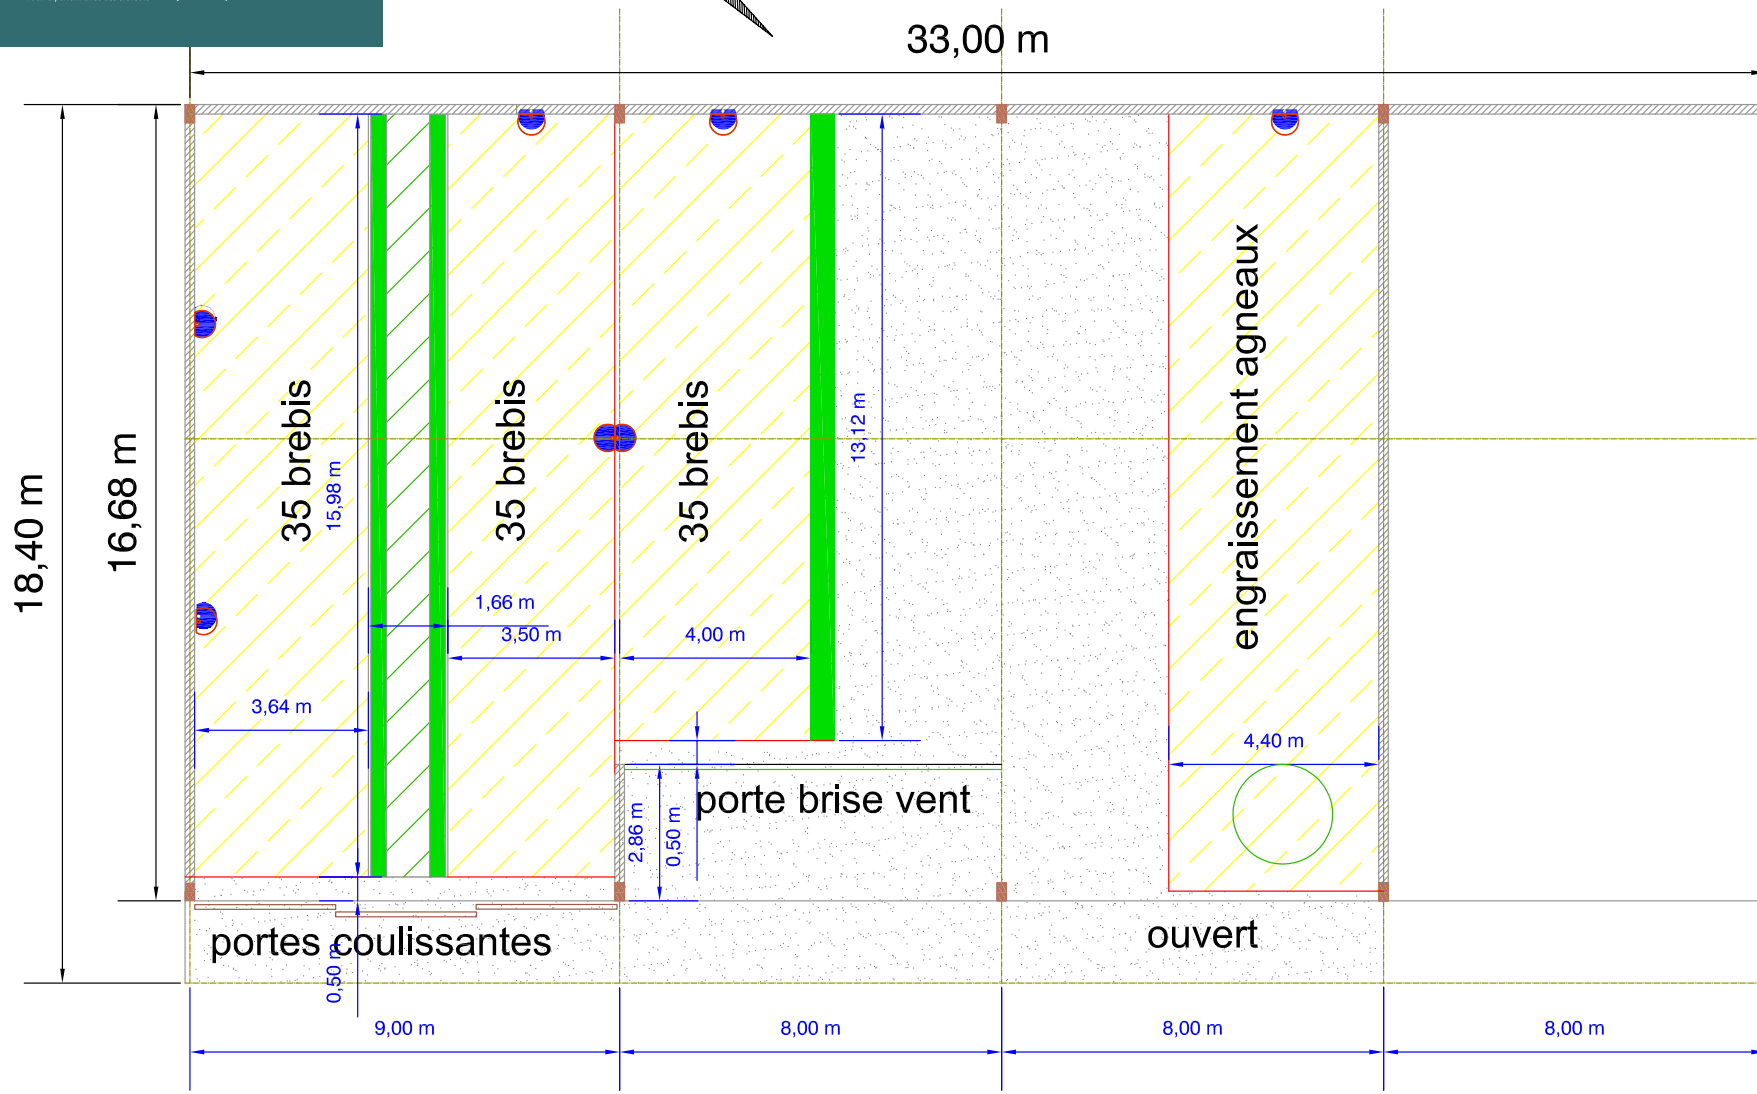 33,00 m
18,40 m
16,68 m
35 brebis
15,98 m
35 brebis
35 brebis
13,12 m
engraissement agneaux
1,66 m
3,50 m
4,00 m
3,64 m
4,40 m
porte brise vent
2,86 m
0,50 m
portes coulissantes
0,50 m
ouvert
9,00 m
8,00 m
8,00 m
8,00 m